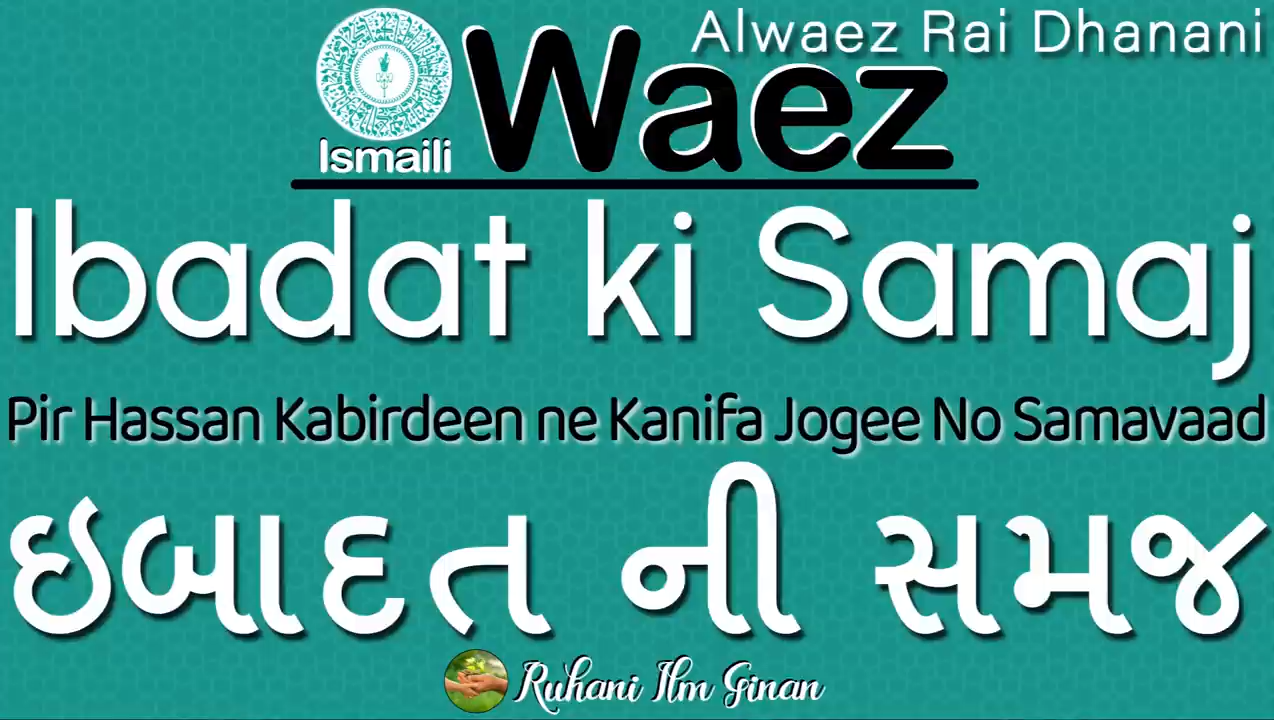 Alwaez Rai Dhanani
Waez
Ismaili
Ibadat ki Samaj
Pir Hassan Kabirdeen ne Kanifa Jogee No Samavaad
ઇબાદત ની સમજ
Ruhani Ilm Ginan